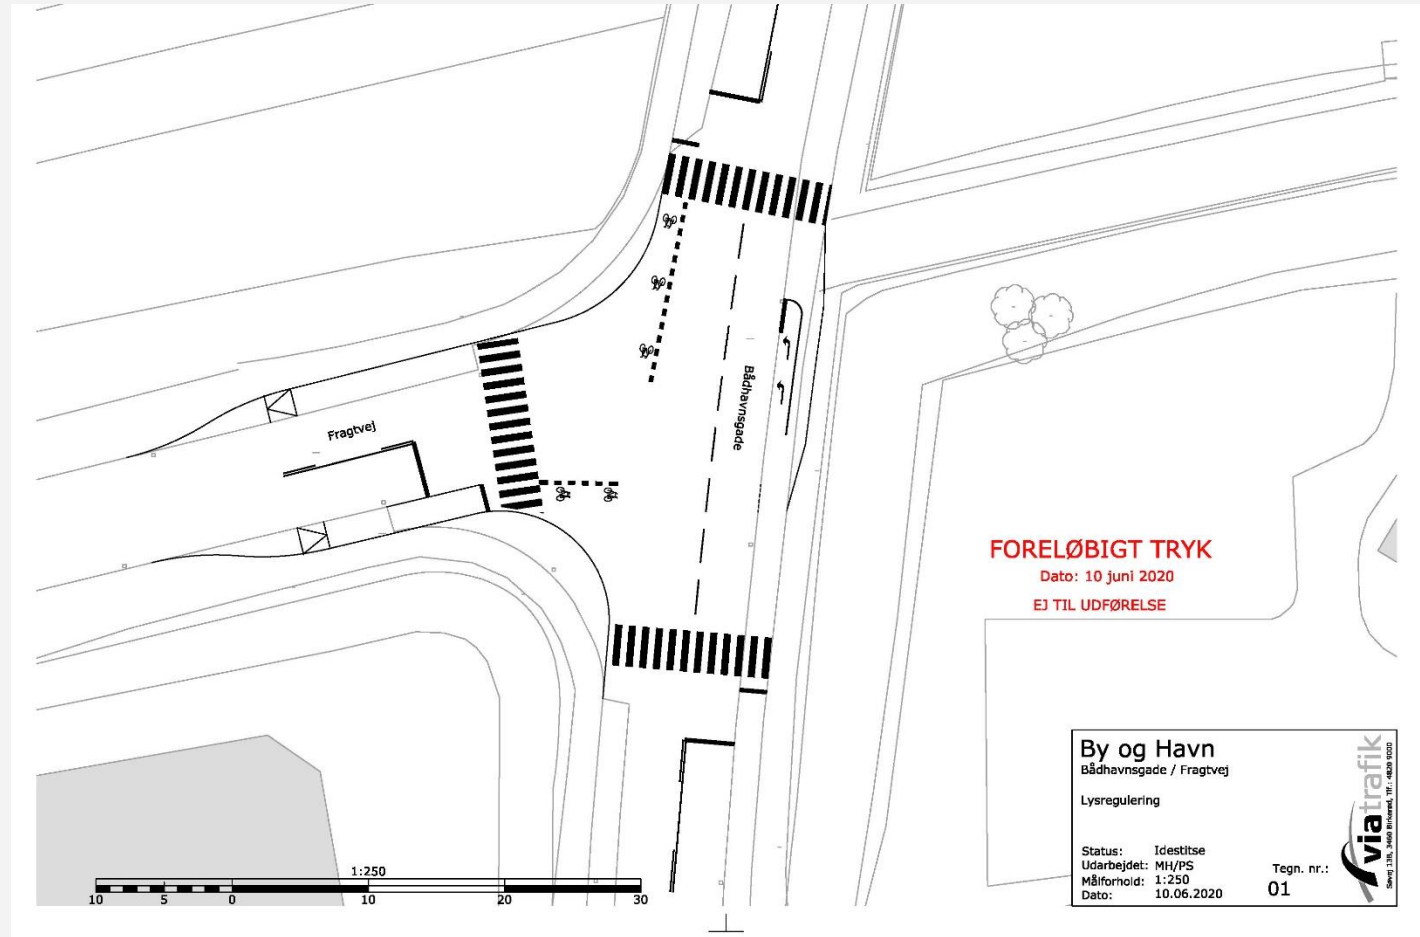 Fragtvej
Bådhavnsgade
FORELØBIGT TRYK
Dato: 10 juni 2020
EJ TIL UDFØRELSE
By og Havn
Bådhavnsgade / Fragtvej
Lysregulering
Status: Idestitse
Udarbejdet: MH/PS
Målforhold: 1:250
Dato: 10.06.2020
Tegn. nr.:
01
viatrafik
1:250
10 5 0 10 20 30